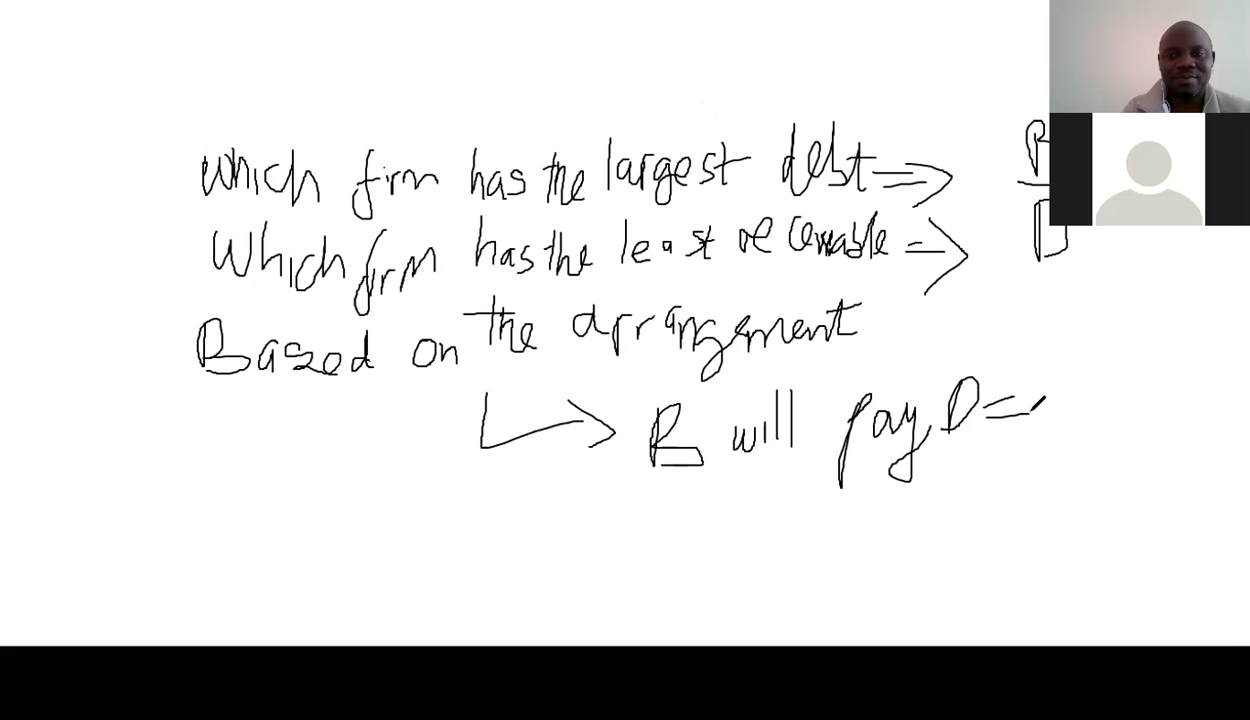 Which firm has the largest debt => B
Which firm has the least receivable => D
Based on the arrangement
B will pay D =